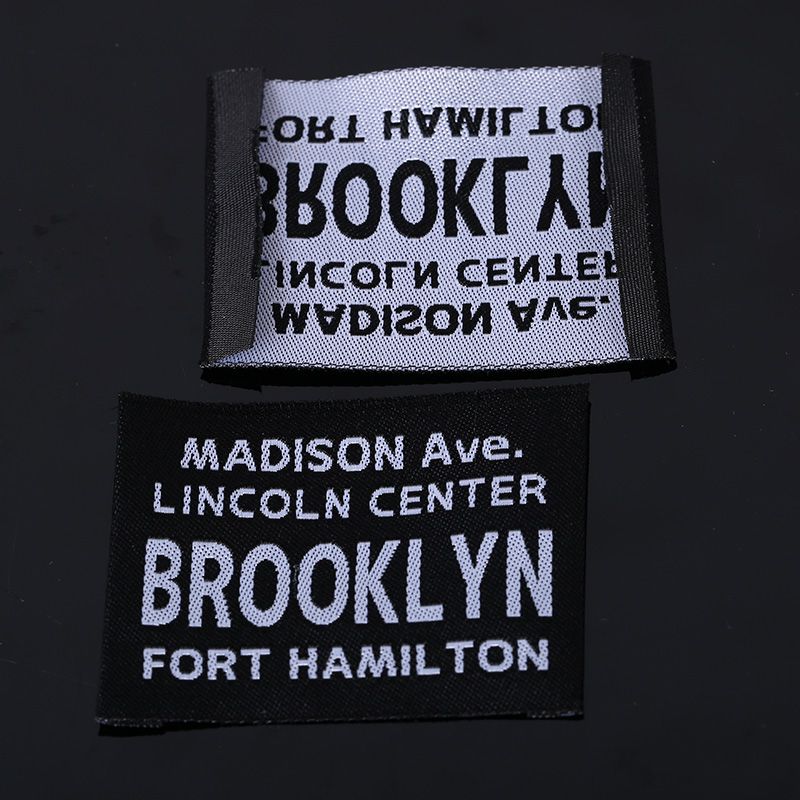 FORT HAMILTON
BROOKLYN
LINCOLN CENTER
MADISON Ave.
MADISON Ave.
LINCOLN CENTER
BROOKLYN
FORT HAMILTON